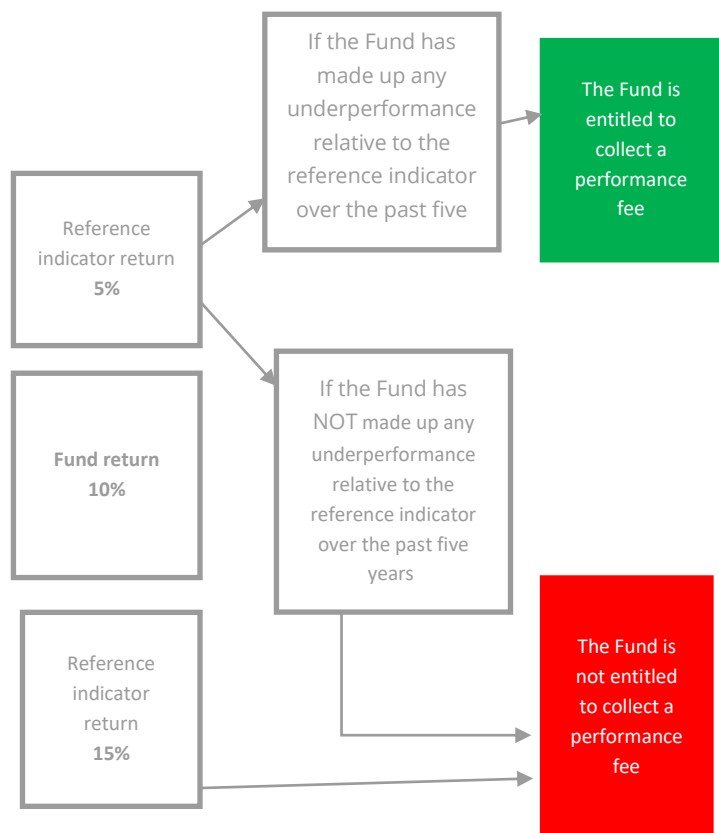 If the Fund has
made up any
underperformance
relative to the
reference indicator
over the past five
The Fund is
entitled to
collect a
performance
fee
Reference
indicator return
5%
If the Fund has
NOT made up any
underperformance
relative to the
reference indicator
over the past five
years
Fund return
10%
Reference
indicator
return
15%
The Fund is
not entitled
to collect a
performance
fee